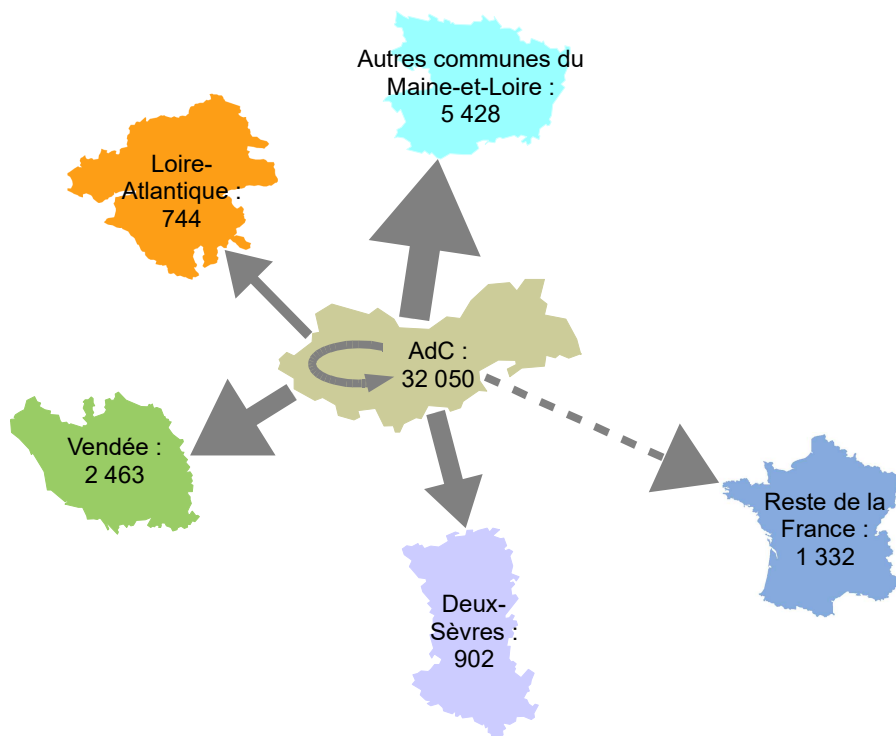 Autres communes du
Maine-et-Loire :
5 428
Loire-
Atlantique :
744
AdC :
32 050
Vendée :
2 463
Reste de la
France :
1 332
Deux-
Sèvres :
902